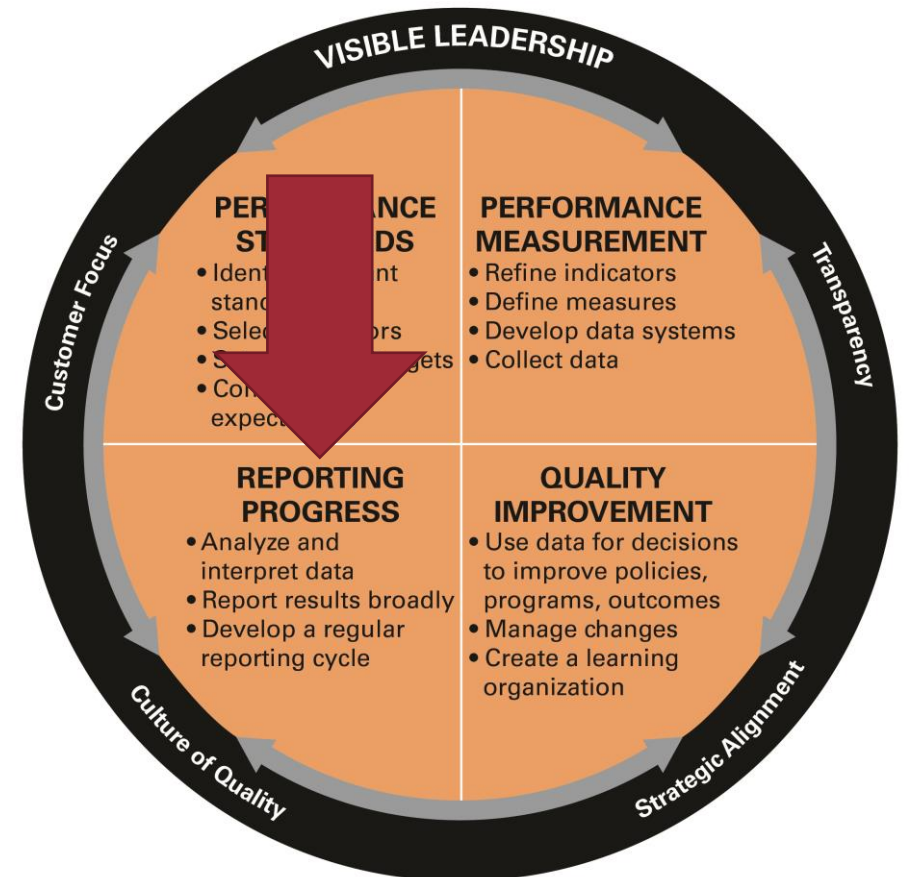 VISIBLE LEADERSHIP
Customer Focus
Transparency
PERFORMANCE
MEASUREMENT
• Refine indicators
• Define measures
• Develop data systems
• Collect data
REPORTING
PROGRESS
• Analyze and
interpret data
• Report results broadly
• Develop a regular
reporting cycle
QUALITY
IMPROVEMENT
• Use data for decisions
to improve policies,
programs, outcomes
• Manage changes
• Create a learning
organization
Culture of Quality
Strategic Alignment